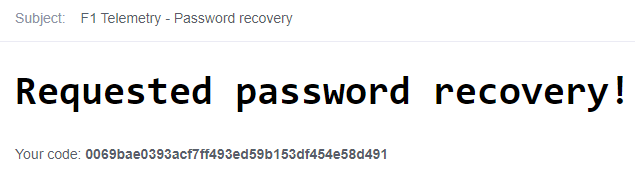 Subject: F1 Telemetry - Password recovery
Requested password recovery!
Your code: 0069bae0393acf7ff493ed59b153df454e58d491